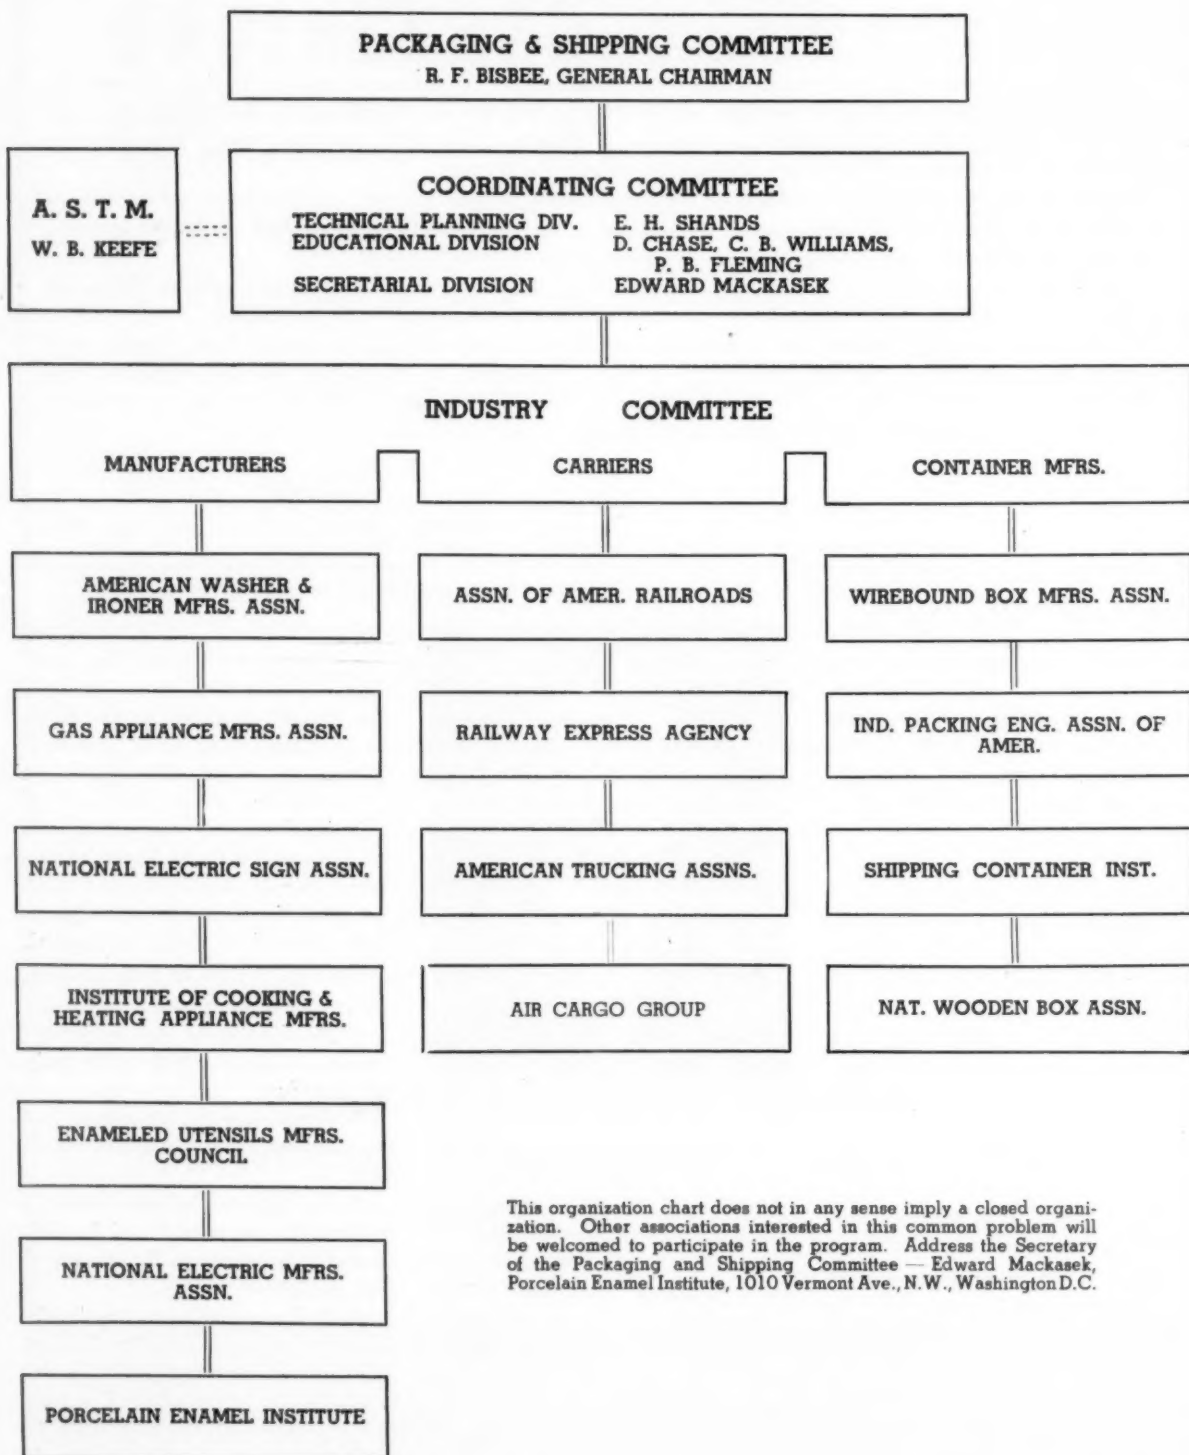 PACKAGING & SHIPPING COMMITTEE
R. F. BISBEE, GENERAL CHAIRMAN
A. S. T. M.
W. B. KEEFE
COORDINATING COMMITTEE
TECHNICAL PLANNING DIV. E. H. SHANDS
EDUCATIONAL DIVISION D. CHASE, C. B. WILLIAMS,
P. B. FLEMING
SECRETARIAL DIVISION EDWARD MACKASEK
INDUSTRY COMMITTEE
MANUFACTURERS
AMERICAN WASHER &
IRONER MFRS. ASSN.
GAS APPLIANCE MFRS. ASSN.
NATIONAL ELECTRIC SIGN ASSN.
INSTITUTE OF COOKING &
HEATING APPLIANCE MFRS.
ENAMELED UTENSILS MFRS.
COUNCIL
NATIONAL ELECTRIC MFRS.
ASSN.
PORCELAIN ENAMEL INSTITUTE
CARRIERS
ASSN. OF AMER. RAILROADS
RAILWAY EXPRESS AGENCY
AMERICAN TRUCKING ASSNS.
AIR CARGO GROUP
CONTAINER MFRS.
WIREBOUND BOX MFRS. ASSN.
IND. PACKING ENG. ASSN. OF
AMER.
SHIPPING CONTAINER INST.
NAT. WOODEN BOX ASSN.
This organization chart does not in any sense imply a closed organi-
zation. Other associations interested in this common problem will
be welcomed to participate in the program. Address the Secretary
of the Packaging and Shipping Committee — Edward Mackasek,
Porcelain Enamel Institute, 1010 Vermont Ave., N.W., Washington D.C.